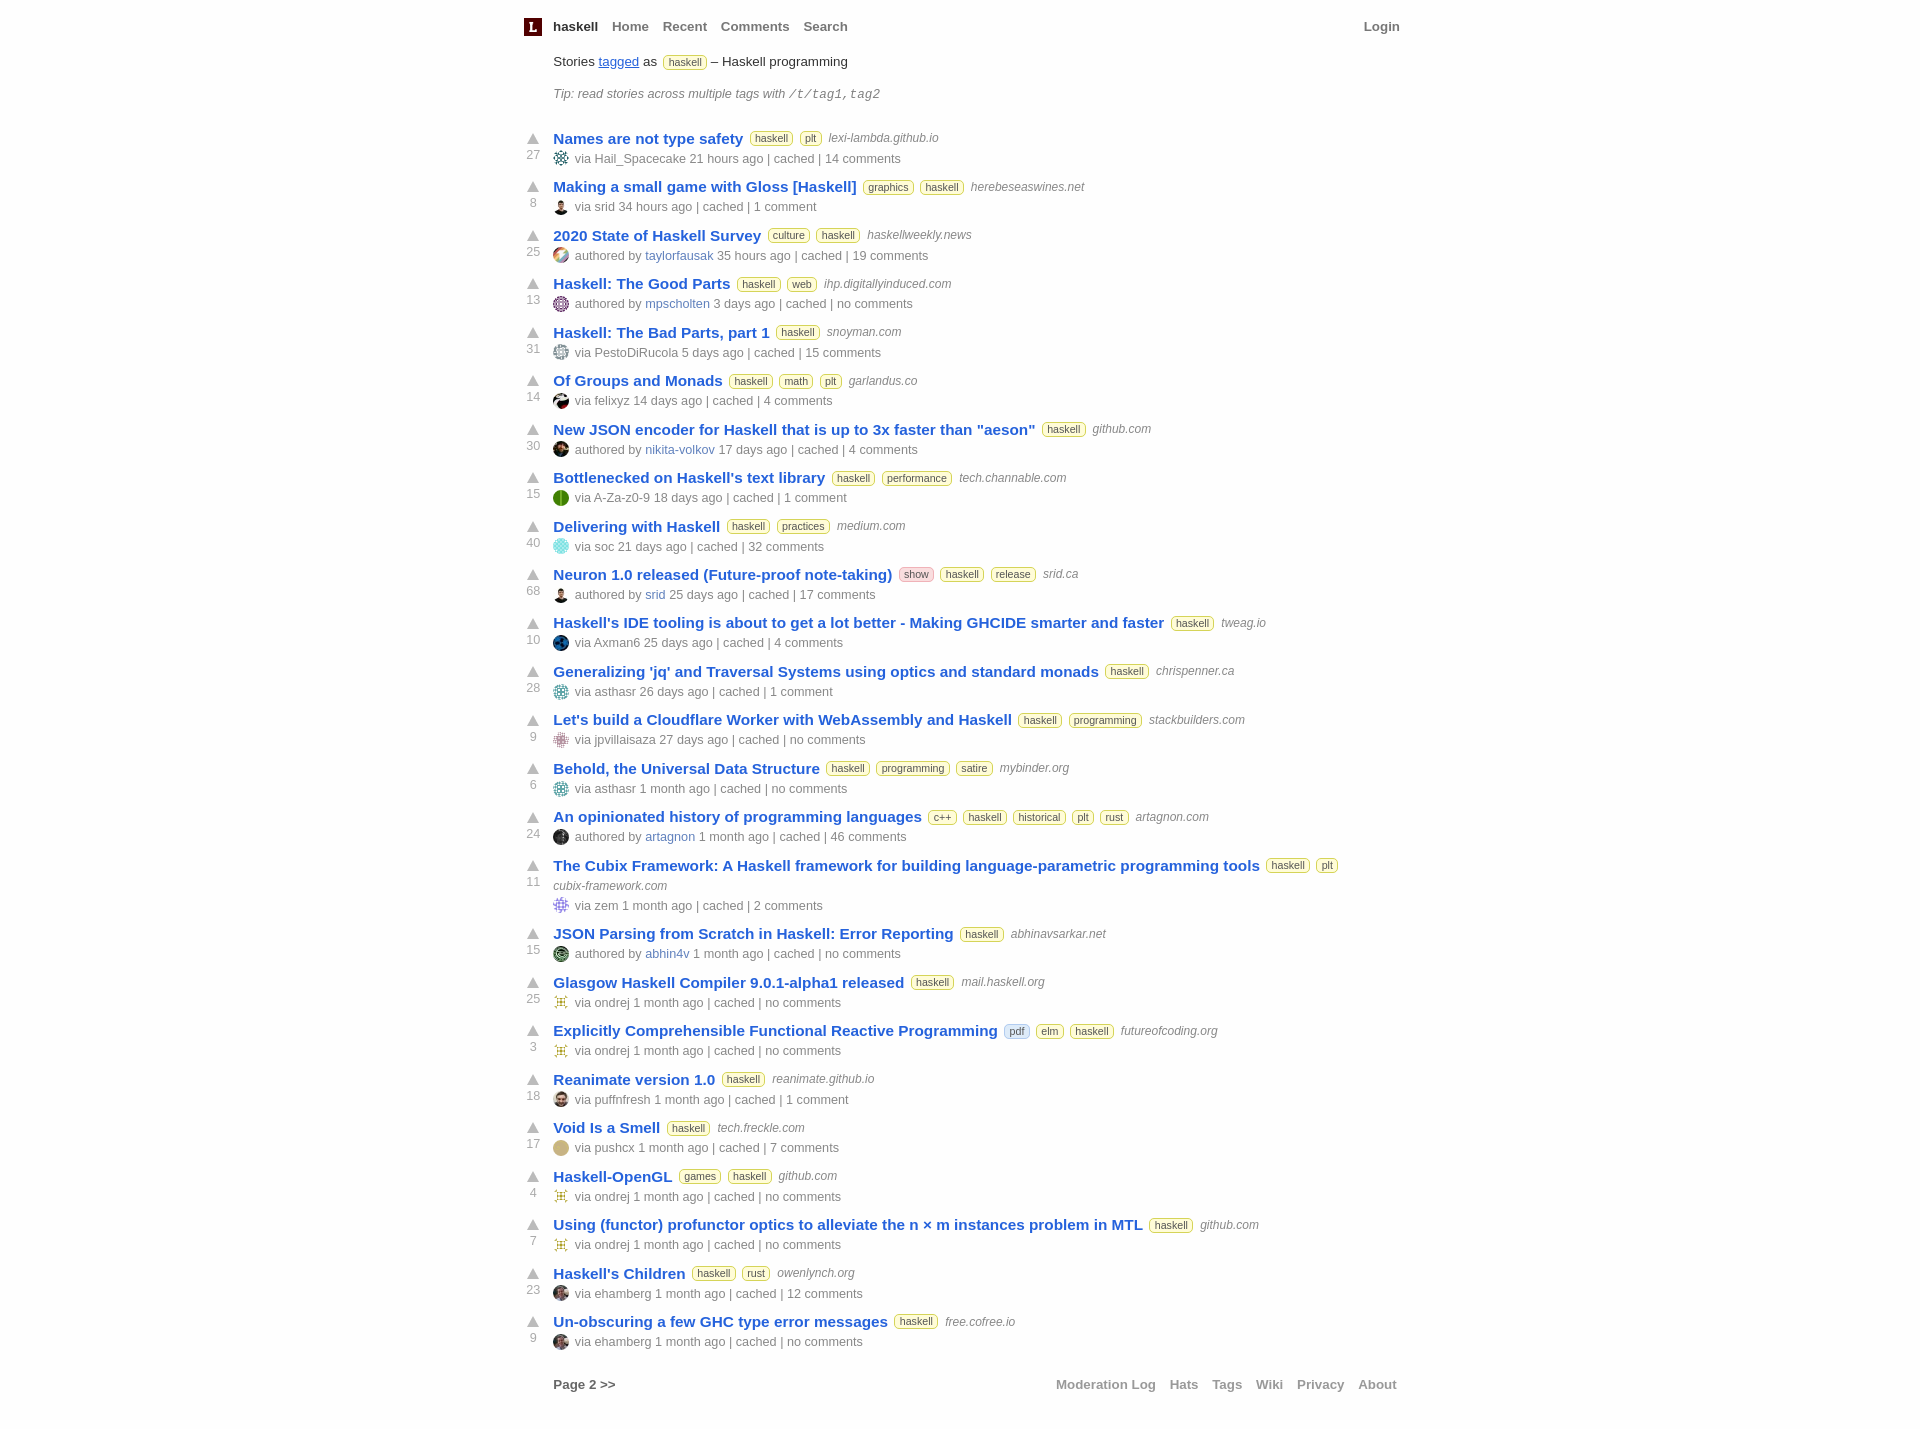 L haskell Home Recent Comments Search Login
Stories tagged as haskell – Haskell programming
Tip: read stories across multiple tags with /t/tag1,tag2
Names are not type safety haskell plt lexi-lambda.github.io
27 via Hail_Spacecake 21 hours ago | cached | 14 comments
Making a small game with Gloss [Haskell] graphics haskell herebeseaswines.net
8 via srid 34 hours ago | cached | 1 comment
2020 State of Haskell Survey culture haskell haskellweekly.news
25 authored by taylorfausak 35 hours ago | cached | 19 comments
Haskell: The Good Parts haskell web ihp.digitallyinduced.com
13 authored by mpscholten 3 days ago | cached | no comments
Haskell: The Bad Parts, part 1 haskell snoyman.com
31 via PestoDiRucola 5 days ago | cached | 15 comments
Of Groups and Monads haskell math plt garlandus.co
14 via felixyz 14 days ago | cached | 4 comments
New JSON encoder for Haskell that is up to 3x faster than "aeson" haskell github.com
30 authored by nikita-volkov 17 days ago | cached | 4 comments
Bottlenecked on Haskell's text library haskell performance tech.channable.com
15 via A-Za-z0-9 18 days ago | cached | 1 comment
Delivering with Haskell haskell practices medium.com
40 via soc 21 days ago | cached | 32 comments
Neuron 1.0 released (Future-proof note-taking) show haskell release srid.ca
68 authored by srid 25 days ago | cached | 17 comments
Haskell's IDE tooling is about to get a lot better - Making GHCIDE smarter and faster haskell tweag.io
10 via Axman6 25 days ago | cached | 4 comments
Generalizing 'jq' and Traversal Systems using optics and standard monads haskell chrispenner.ca
28 via asthasr 26 days ago | cached | 1 comment
Let's build a Cloudflare Worker with WebAssembly and Haskell haskell programming stackbuilders.com
9 via jpvillaisaza 27 days ago | cached | no comments
Behold, the Universal Data Structure haskell programming satire mybinder.org
6 via asthasr 1 month ago | cached | no comments
An opinionated history of programming languages c++ haskell historical plt rust artagnon.com
24 authored by artagnon 1 month ago | cached | 46 comments
The Cubix Framework: A Haskell framework for building language-parametric programming tools haskell plt
11 cubix-framework.com
via zem 1 month ago | cached | 2 comments
JSON Parsing from Scratch in Haskell: Error Reporting haskell abhinavsarkar.net
15 authored by abhin4v 1 month ago | cached | no comments
Glasgow Haskell Compiler 9.0.1-alpha1 released haskell mail.haskell.org
25 via ondrej 1 month ago | cached | no comments
Explicitly Comprehensible Functional Reactive Programming pdf elm haskell futureofcoding.org
3 via ondrej 1 month ago | cached | no comments
Reanimate version 1.0 haskell reanimate.github.io
18 via puffnfresh 1 month ago | cached | 1 comment
Void Is a Smell haskell tech.freckle.com
17 via pushcx 1 month ago | cached | 7 comments
Haskell-OpenGL games haskell github.com
4 via ondrej 1 month ago | cached | no comments
Using (functor) profunctor optics to alleviate the n × m instances problem in MTL haskell github.com
7 via ondrej 1 month ago | cached | no comments
Haskell's Children haskell rust owenlynch.org
23 via ehamberg 1 month ago | cached | 12 comments
Un-obscuring a few GHC type error messages haskell free.cofree.io
9 via ehamberg 1 month ago | cached | no comments
Page 2 >> Moderation Log Hats Tags Wiki Privacy About